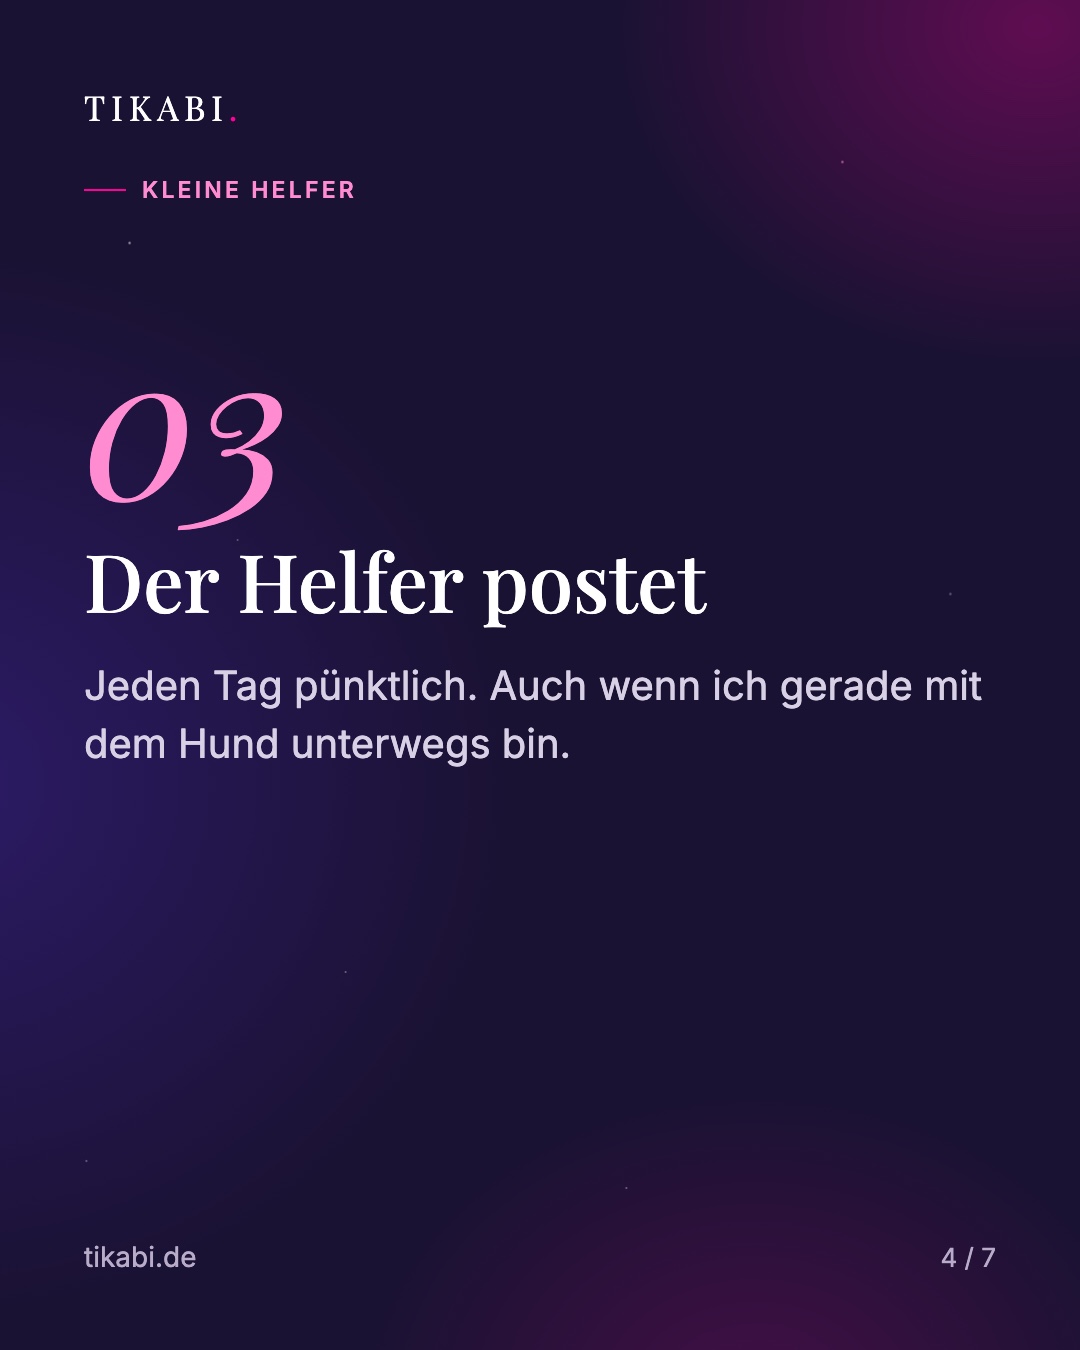 TIKABI.
KLEINE HELFER
03
Der Helfer postet
Jeden Tag pünktlich. Auch wenn ich gerade mit
dem Hund unterwegs bin.
tikabi.de
4 / 7